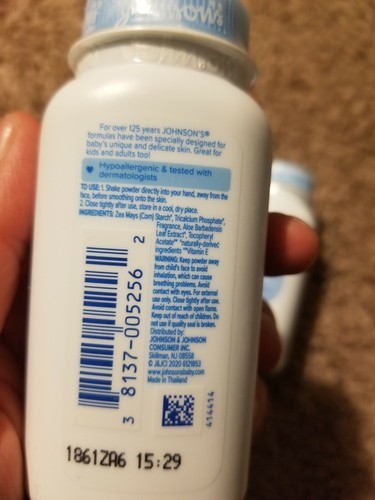 For over 125 years JOHNSON'S®
formulas have been specially designed for
baby's unique and delicate skin. Great for
kids and adults too!
Hypoallergenic & tested with
dermatologists
TO USE: 1. Shake powder directly into your hand, away from the
face, before smoothing onto the skin.
2. Close tightly after use, store in a cool, dry place.
INGREDIENTS: Zea Mays (Corn) Starch*, Tricalcium Phosphate*,
Fragrance, Aloe Barbadensis
Leaf Extract*, Tocopheryl
Acetate** *naturally-derived
ingredients **Vitamin E
WARNING: Keep powder away
from child's face to avoid
inhalation, which can cause
breathing problems. Avoid
contact with eyes. For external
use only. Close tightly after use.
Avoid contact with open flame.
Keep out of reach of children. Do
not use if quality seal is broken.
Distributed by:
JOHNSON & JOHNSON
CONSUMER INC.
Skillman, NJ 08558
© J&JCI 2020 8121853
www.johnsonsbaby.com
Made in Thailand
3 8137-005256 2
414414
1861ZA6 15:29